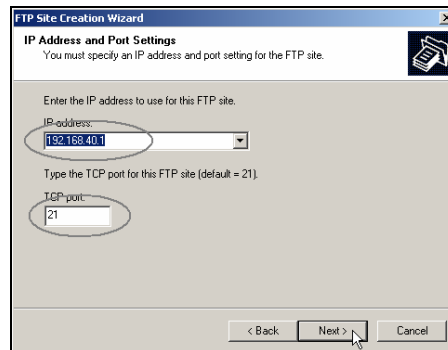 FTP Site Creation Wizard
IP Address and Port Settings
You must specify an IP address and port setting for the FTP site.
Enter the IP address to use for this FTP site.
IP address:
192.168.40.1
Type the TCP port for this FTP site (default = 21).
TCP port:
21
< Back
Next >
Cancel